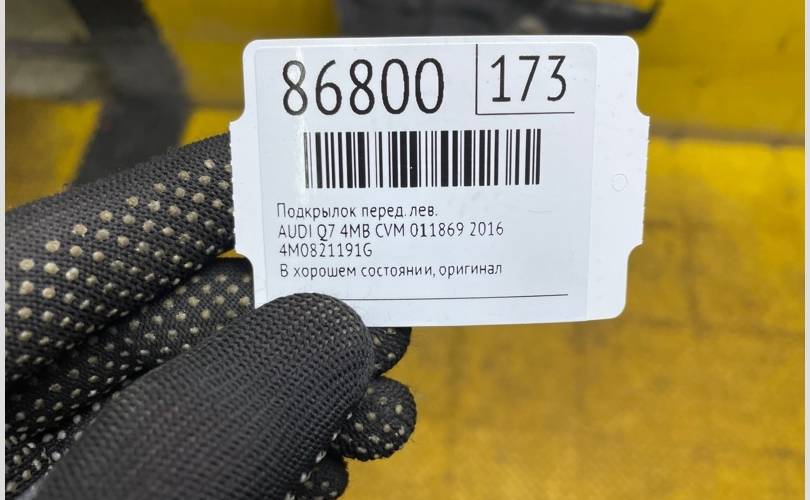 86800 173
Подкрылок перед. лев.
AUDI Q7 4MB CVM 011869 2016
4M0821191G
В хорошем состоянии, оригинал